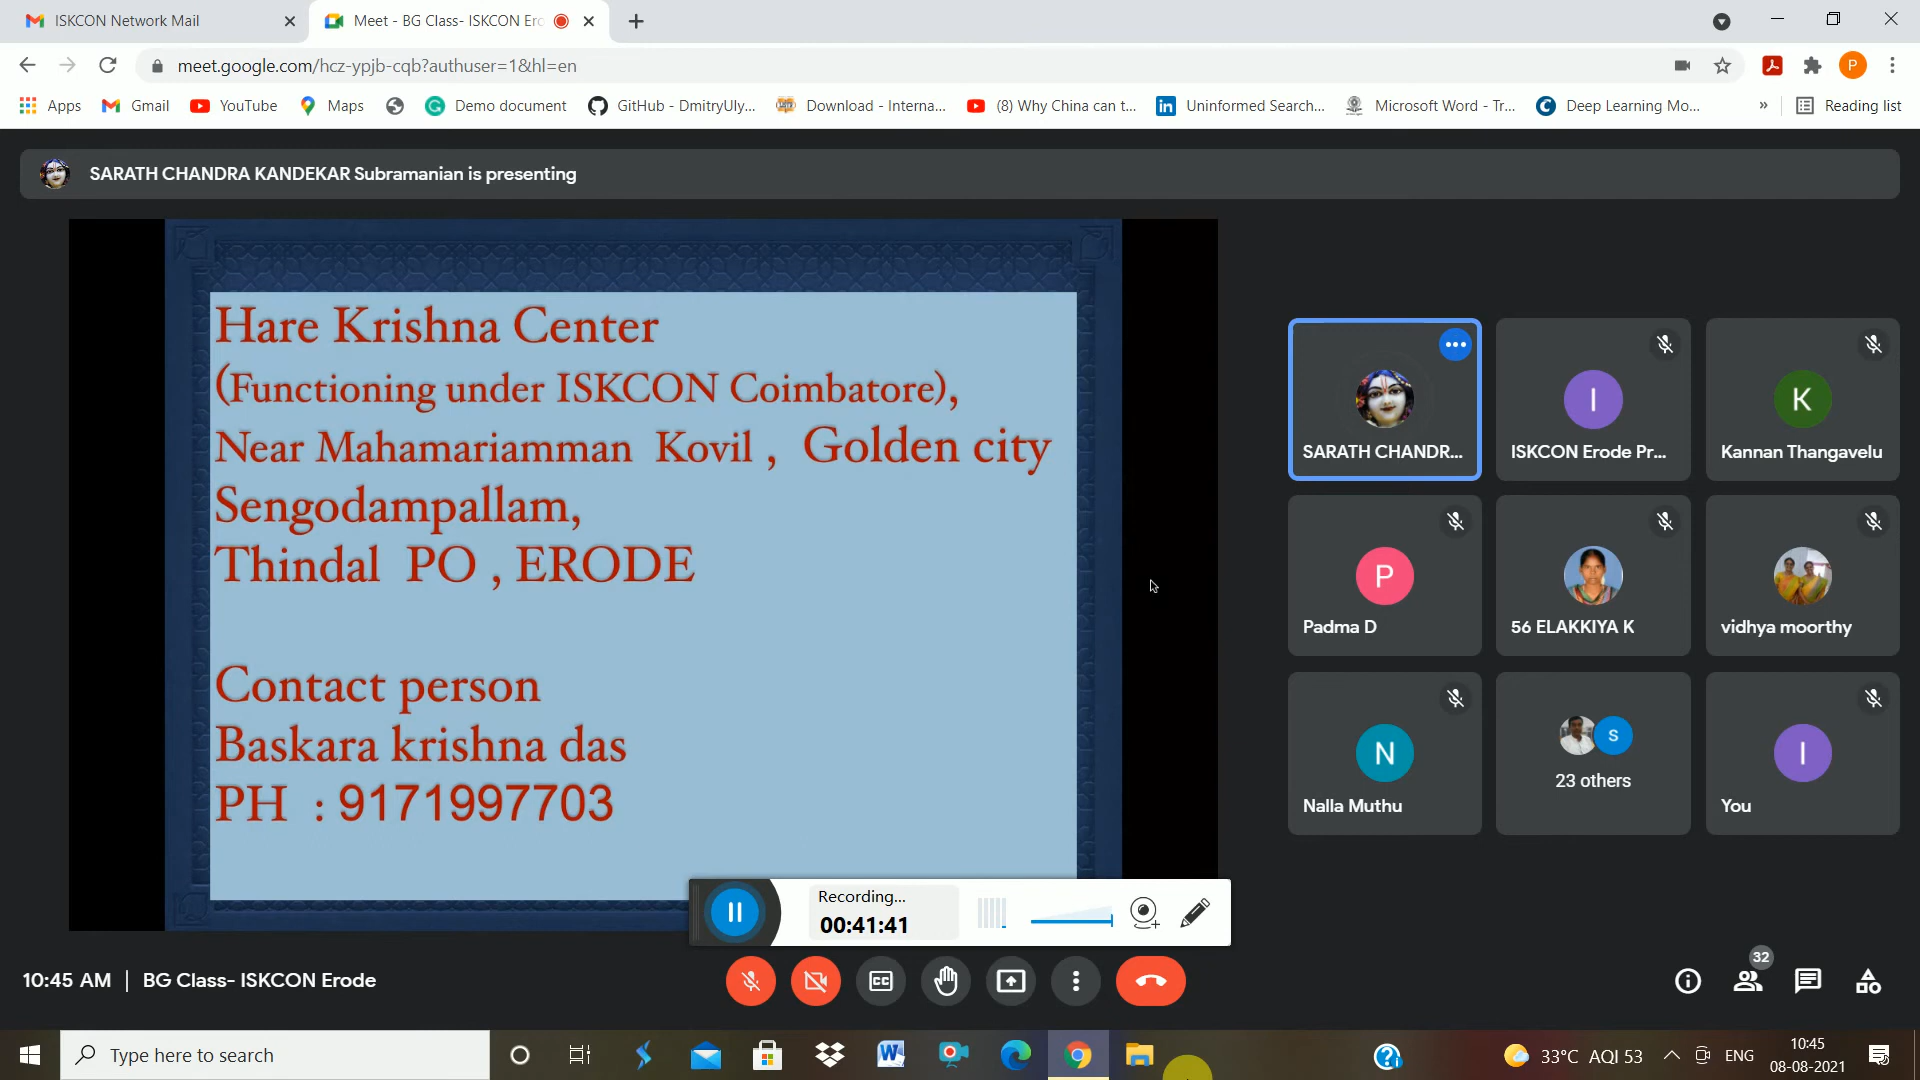 ISKCON Network Mail
Meet - BG Class- ISKCON Erc
meet.google.com/hcz-ypjb-cqb?authuser=1&hl=en
P
Apps
Gmail
YouTube
Maps
Demo document
GitHub - DmitryUly...
Download - Interna...
(8) Why China can t...
Uninformed Search...
Microsoft Word - Tr...
Deep Learning Mo...
»
Reading list
SARATH CHANDRA KANDEKAR Subramanian is presenting
Hare Krishna Center
(Functioning under ISKCON Coimbatore),
Near Mahamariamman Kovil , Golden city
Sengodampallam,
Thindal PO , ERODE
Contact person
Baskara krishna das
PH : 9171997703
SARATH CHANDR...
I
ISKCON Erode Pr...
K
Kannan Thangavelu
P
Padma D
56 ELAKKIYA K
vidhya moorthy
N
Nalla Muthu
S
23 others
I
You
Recording...
00:41:41
10:45 AM | BG Class- ISKCON Erode
CC
32
Type here to search
33°C AQI 53
ENG
10:45
08-08-2021